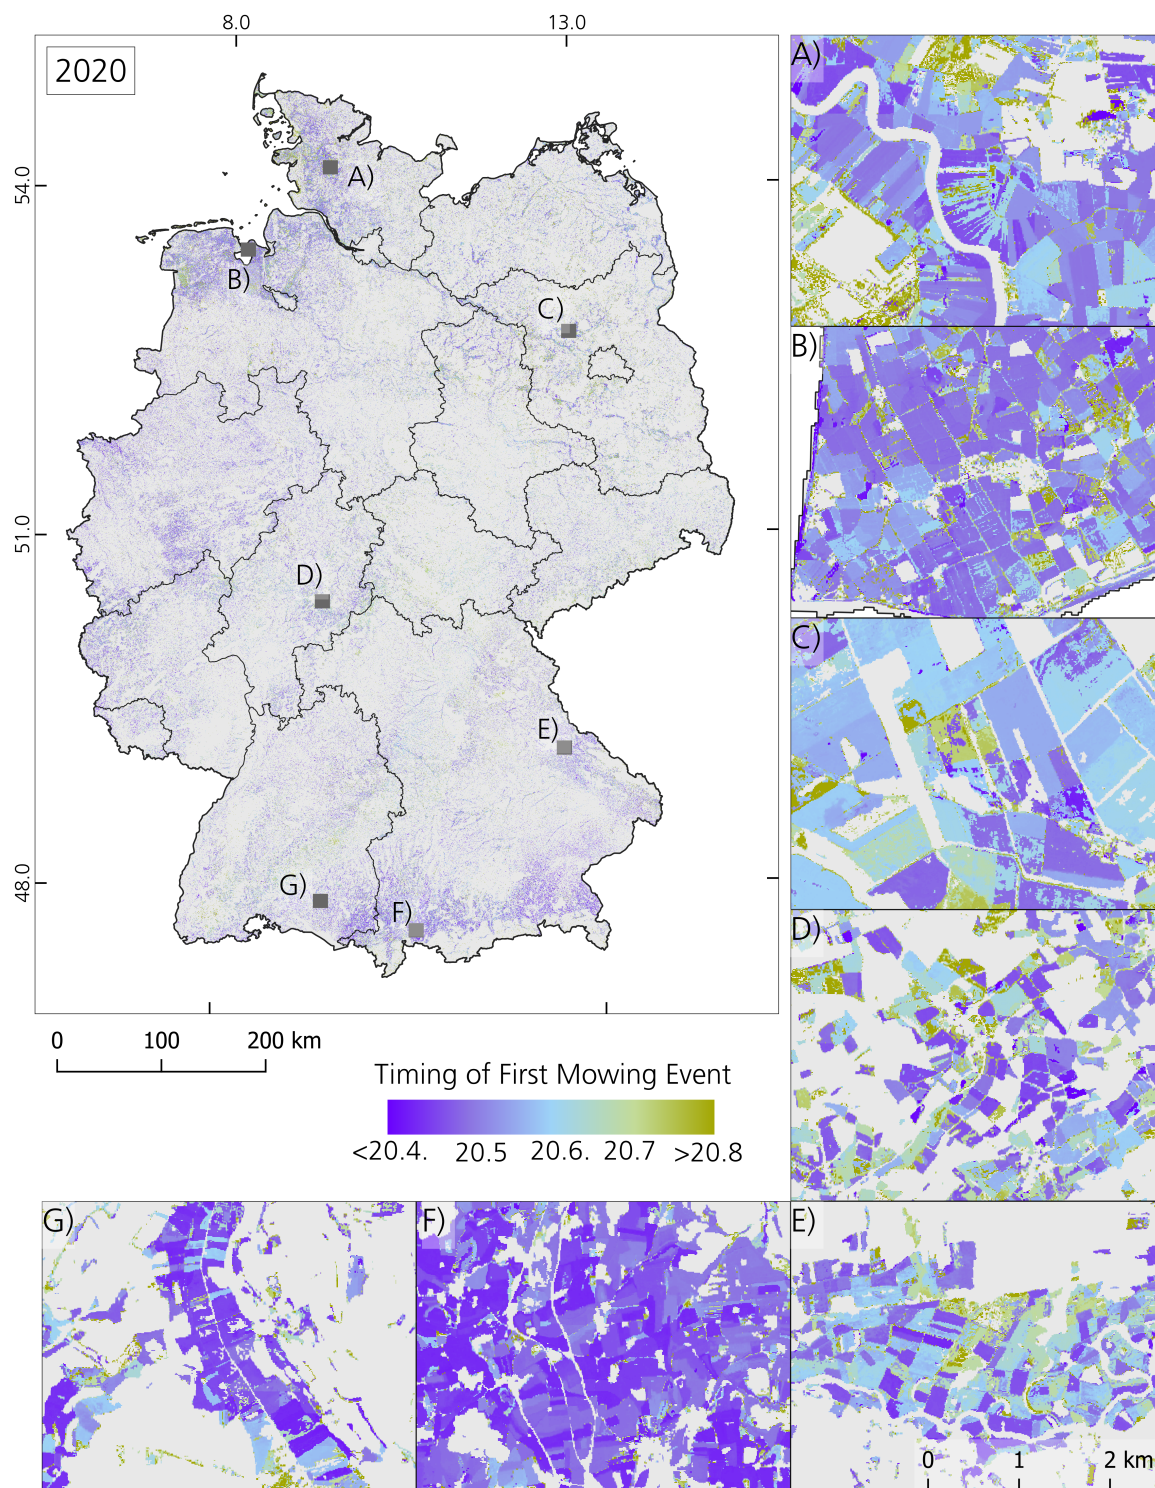 8.0 13.0
2020
54.0
51.0
48.0
A)
B)
C)
D)
E)
G)
F)
0 100 200 km
Timing of First Mowing Event
<20.4. 20.5 20.6. 20.7 >20.8
A)
B)
C)
D)
G) F) E)
0 1 2 km